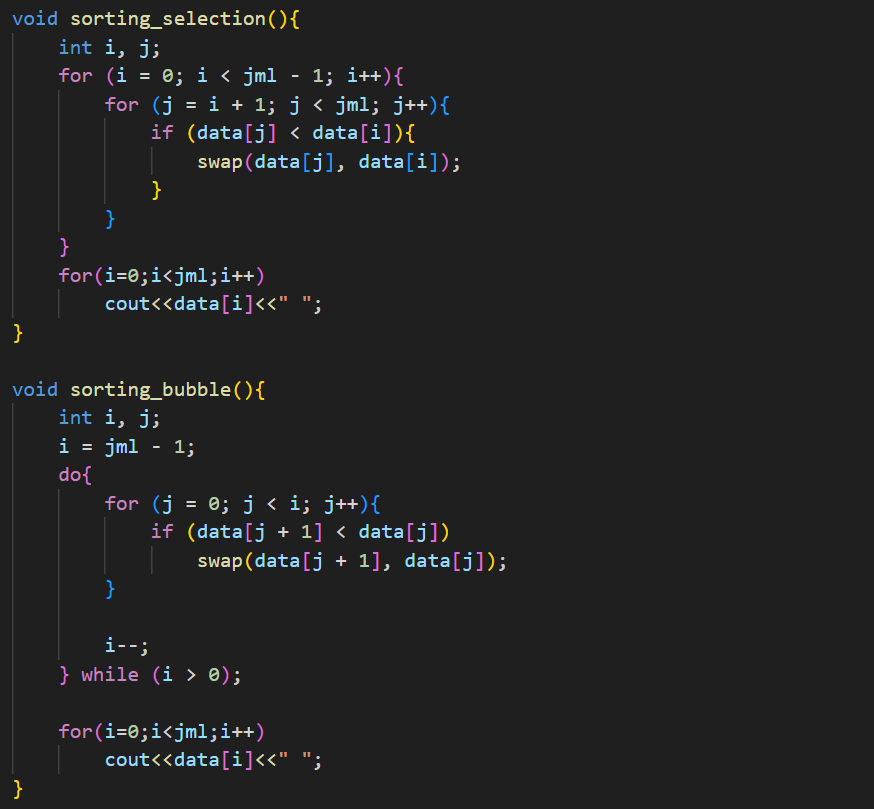 void sorting_selection(){
    int i, j;
    for (i = 0; i < jml - 1; i++){
        for (j = i + 1; j < jml; j++){
            if (data[j] < data[i]){
                swap(data[j], data[i]);
            }
        }
    }
    for(i=0;i<jml;i++)
        cout<<data[i]<<" ";
}

void sorting_bubble(){
    int i, j;
    i = jml - 1;
    do{
        for (j = 0; j < i; j++){
            if (data[j + 1] < data[j])
                swap(data[j + 1], data[j]);
        }

        i--;
    } while (i > 0);

    for(i=0;i<jml;i++)
        cout<<data[i]<<" ";
}